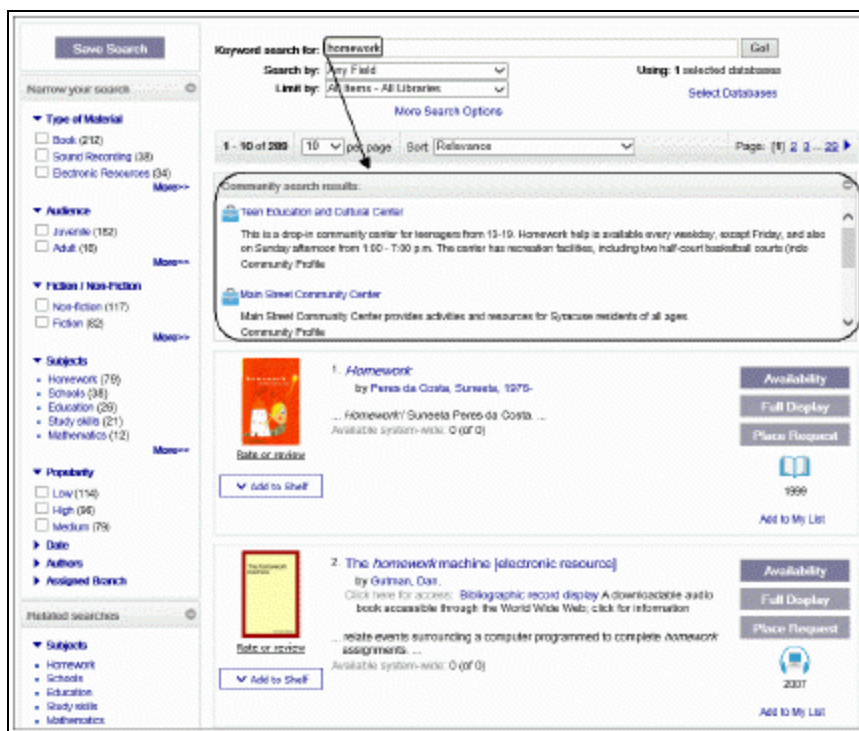 Save Search
Keyword search for: homework Go!
Search by: Any Field
Using: 1 selected databases
Limit by: All Items - All Libraries
Select Databases
More Search Options
Narrow your search
Type of Material
Book (212)
Sound Recording (38)
Electronic Resources (34)
More>>
Audience
Juvenile (182)
Adult (16)
More>>
Fiction / Non-Fiction
Non-fiction (117)
Fiction (62)
More>>
Subjects
Homework (79)
Schools (38)
Education (26)
Study skills (21)
Mathematics (12)
More>>
Popularity
Low (114)
High (96)
Medium (79)
Date
Authors
Assigned Branch
Related searches
Subjects
Homework
Schools
Education
Study skills
Mathematics
1 - 10 of 289 10 per page Sort Relevance Page: [1] 2 3 ... 29
Community search results:
Teen Education and Cultural Center
This is a drop-in community center for teenagers from 13-19. Homework help is available every weekday, except Friday, and also
on Sunday afternoon from 1:00 - 7:00 p.m. The center has recreation facilities, including two half-court basketball courts (indo
Community Profile
Main Street Community Center
Main Street Community Center provides activities and resources for Syracuse residents of all ages.
Community Profile
1. Homework
by Peres da Costa, Suneeta, 1976-
... Homework / Suneeta Peres da Costa. ...
Available system-wide: 0 (of 0)
Rate or review
Add to Shelf
Availability
Full Display
Place Request
1999
Add to My List
The homework machine
2. The homework machine [electronic resource]
by Gutman, Dan.
Click here for access: Bibliographic record display A downloadable audio
book accessible through the World Wide Web; click for information
... relate events surrounding a computer programmed to complete homework
assignments. ...
Available system-wide: 0 (of 0)
Rate or review
Add to Shelf
Availability
Full Display
Place Request
2007
Add to My List